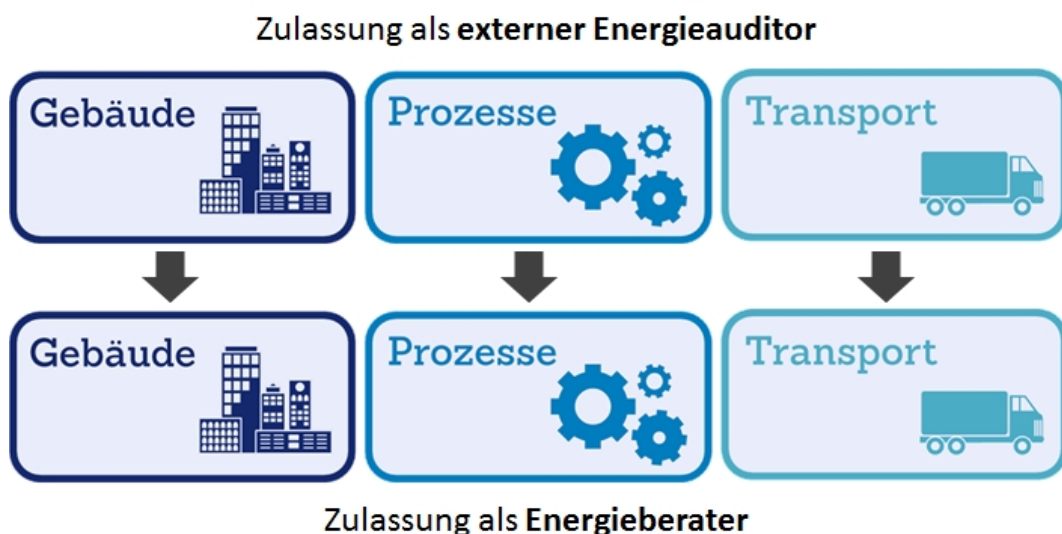 Zulassung als externer Energieauditor
Gebäude
Prozesse
Transport
Gebäude
Prozesse
Transport
Zulassung als Energieberater